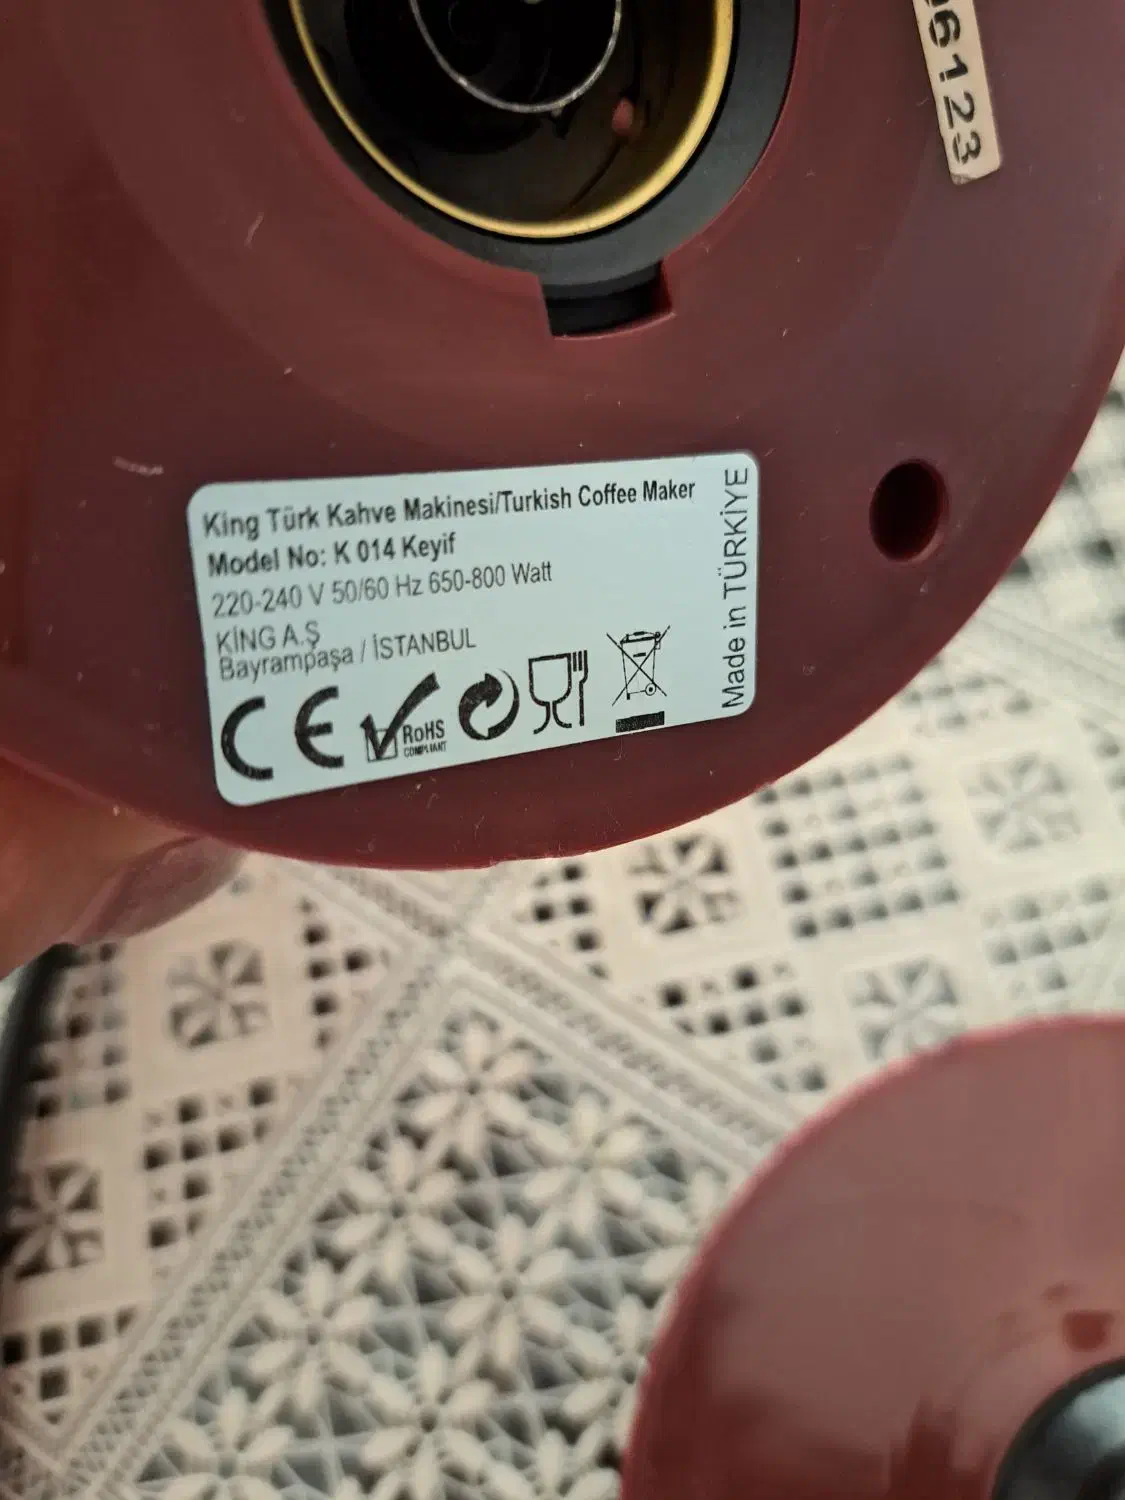 96123
King Türk Kahve Makinesi/Turkish Coffee Maker
Model No: K 014 Keyif
220-240 V 50/60 Hz 650-800 Watt
KİNG A.Ş
Bayrampaşa / İSTANBUL
CE
RoHS
COMPLIANT
Made in TÜRKİYE